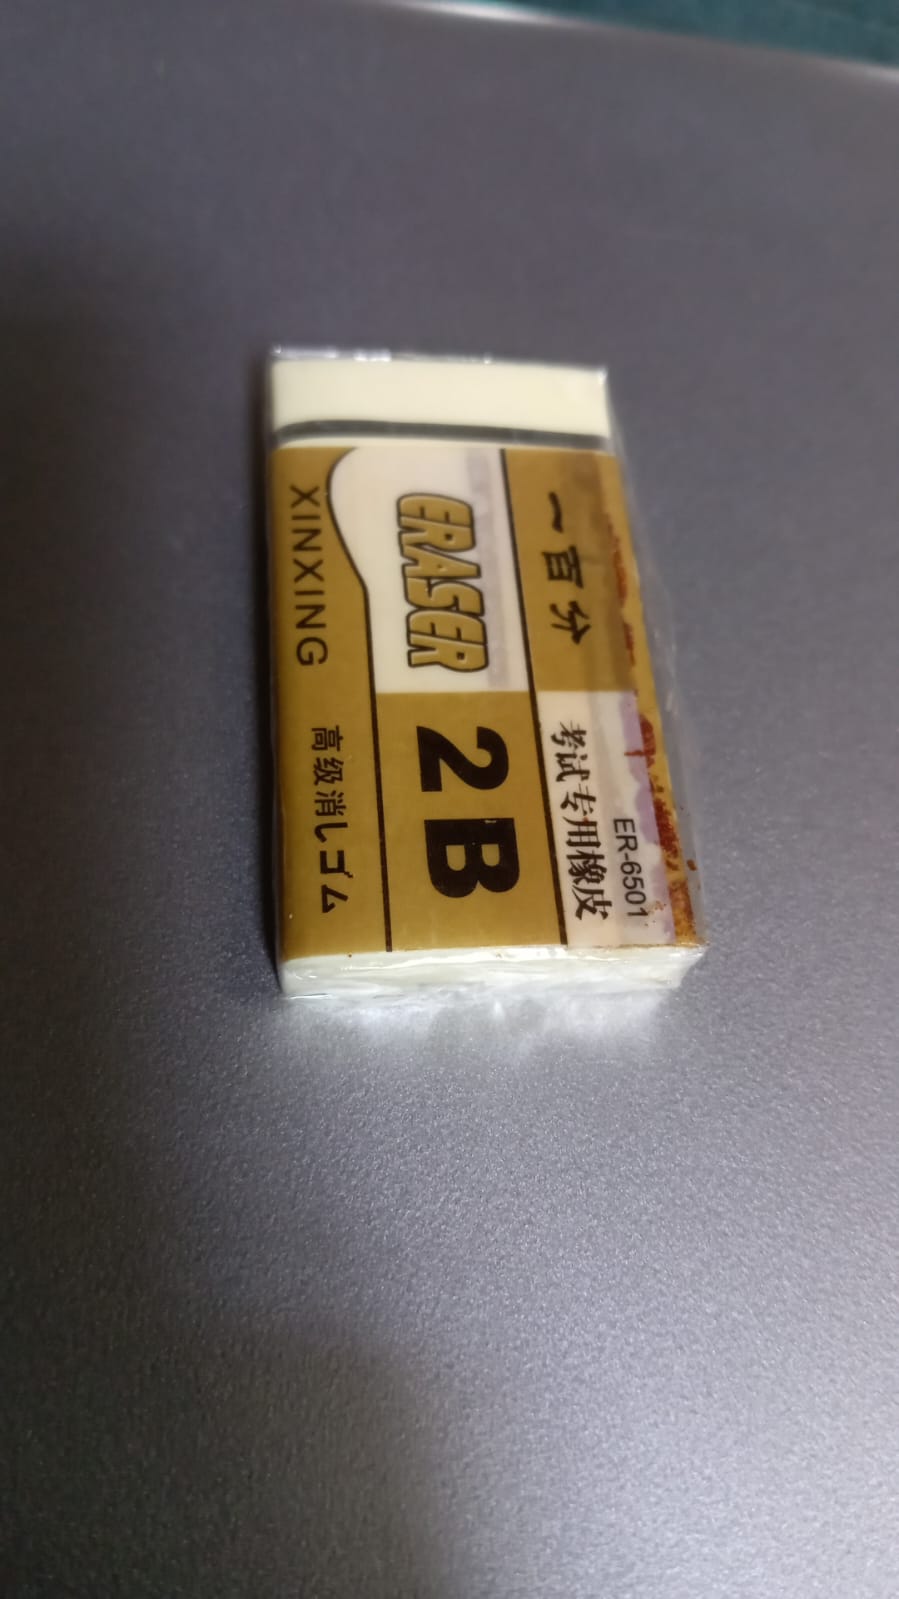 一百分
考试专用橡皮
ER-6501
ERASER
2B
XINXING
高级消しゴム